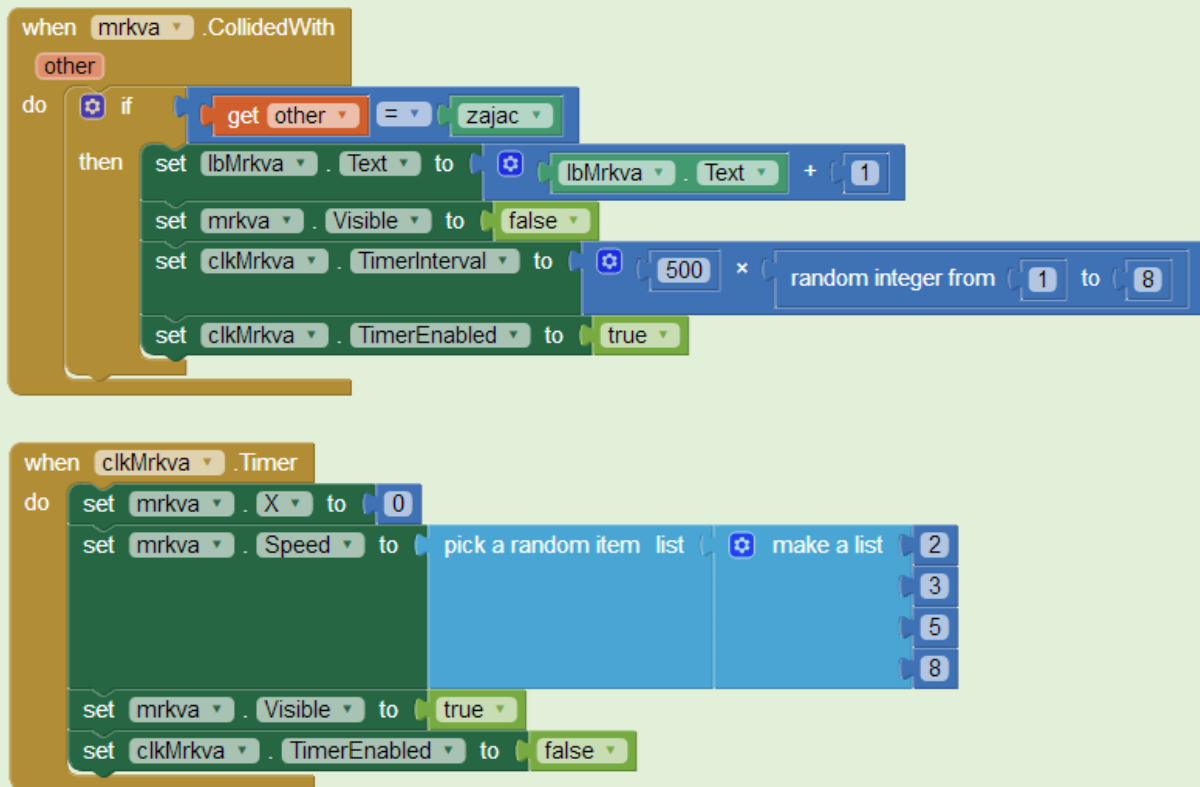 when mrkva .CollidedWith
other
do if get other = zajac
then set lbMrkva . Text to lbMrkva . Text + 1
set mrkva . Visible to false
set clkMrkva . TimerInterval to 500 × random integer from 1 to 8
set clkMrkva . TimerEnabled to true
when clkMrkva .Timer
do set mrkva . X to 0
set mrkva . Speed to pick a random item list make a list 2
3
5
8
set mrkva . Visible to true
set clkMrkva . TimerEnabled to false